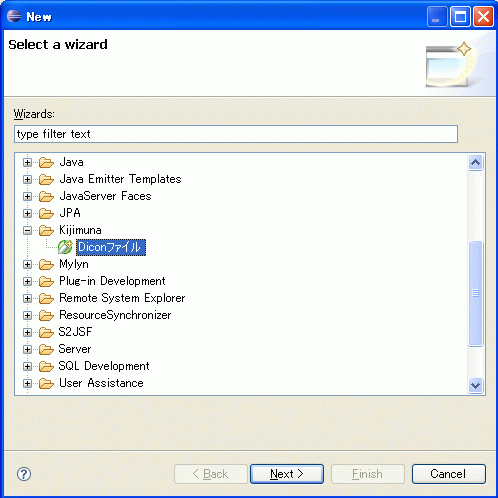 New
Select a wizard
Wizards:
type filter text
Java
Java Emitter Templates
JavaServer Faces
JPA
Kijimuna
Diconファイル
Mylyn
Plug-in Development
Remote System Explorer
ResourceSynchronizer
S2JSF
Server
SQL Development
User Assistance
?
< Back
Next >
Finish
Cancel